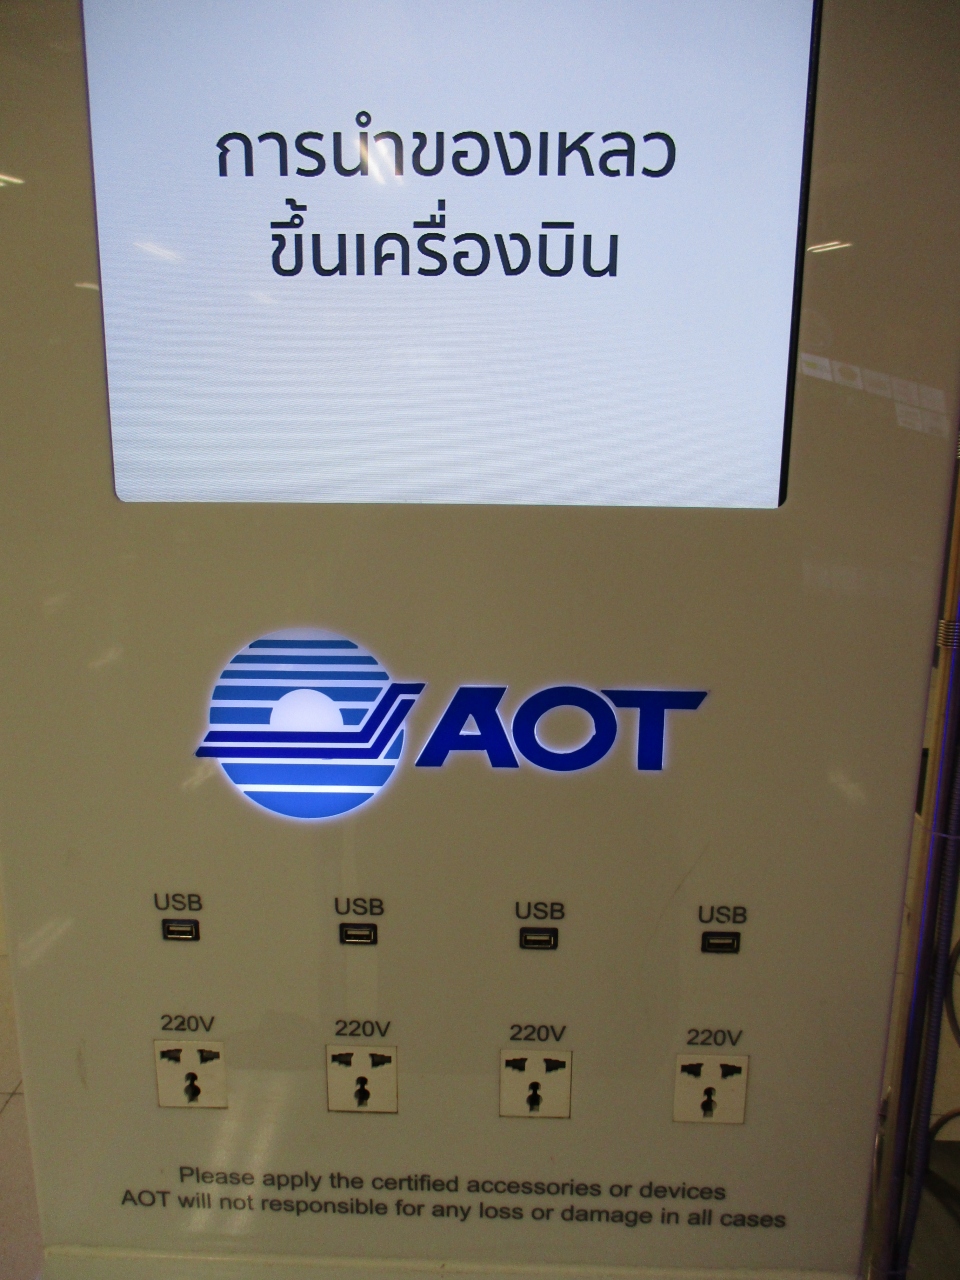 การนำของเหลว
ขึ้นเครื่องบิน
AOT
USB USB USB USB
220V 220V 220V 220V
Please apply the certified accessories or devices
AOT will not responsible for any loss or damage in all cases